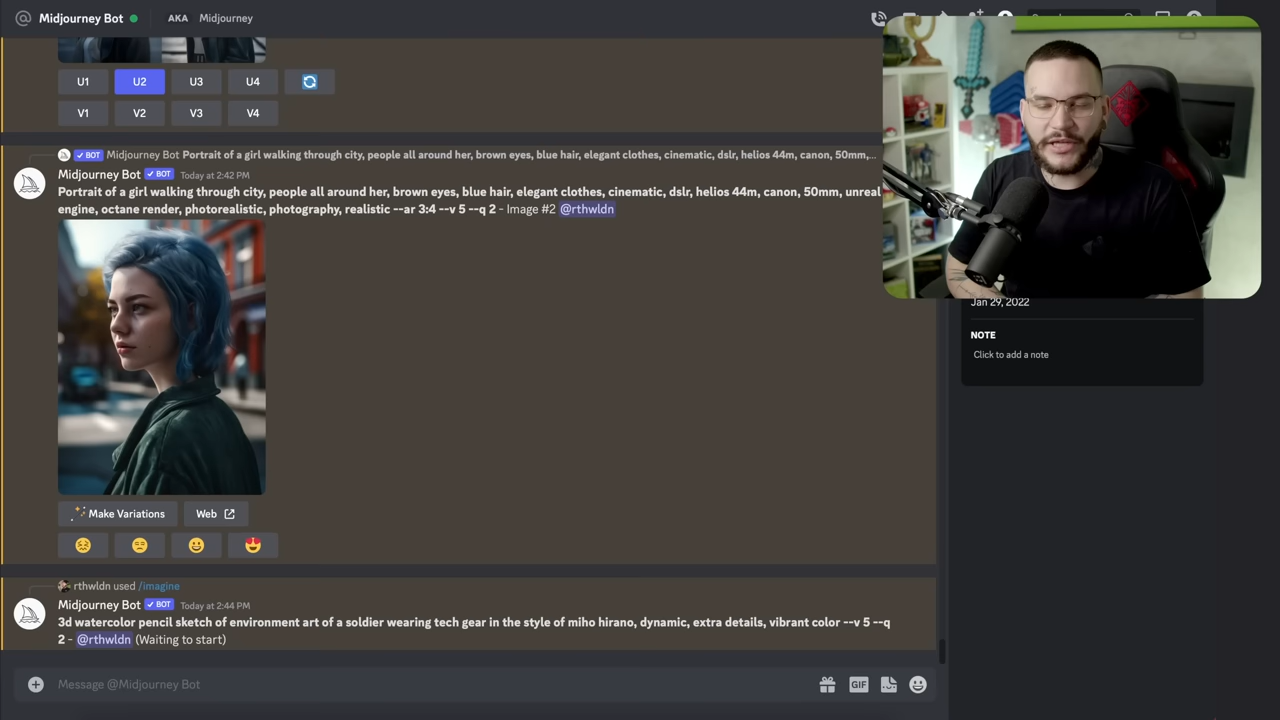 Midjourney Bot AKA Midjourney
U1 U2 U3 U4
V1 V2 V3 V4
BOT Midjourney Bot Portrait of a girl walking through city, people all around her, brown eyes, blue hair, elegant clothes, cinematic, dslr, helios 44m, canon, 50mm,...
Midjourney Bot BOT Today at 2:42 PM
Portrait of a girl walking through city, people all around her, brown eyes, blue hair, elegant clothes, cinematic, dslr, helios 44m, canon, 50mm, unreal
engine, octane render, photorealistic, photography, realistic --ar 3:4 --v 5 --q 2 - Image #2 @rthwldn
Make Variations Web
rthwldn used /imagine
Midjourney Bot BOT Today at 2:44 PM
3d watercolor pencil sketch of environment art of a soldier wearing tech gear in the style of miho hirano, dynamic, extra details, vibrant color --v 5 --q
2 - @rthwldn (Waiting to start)
Message @Midjourney Bot
GIF
Jan 29, 2022
NOTE
Click to add a note